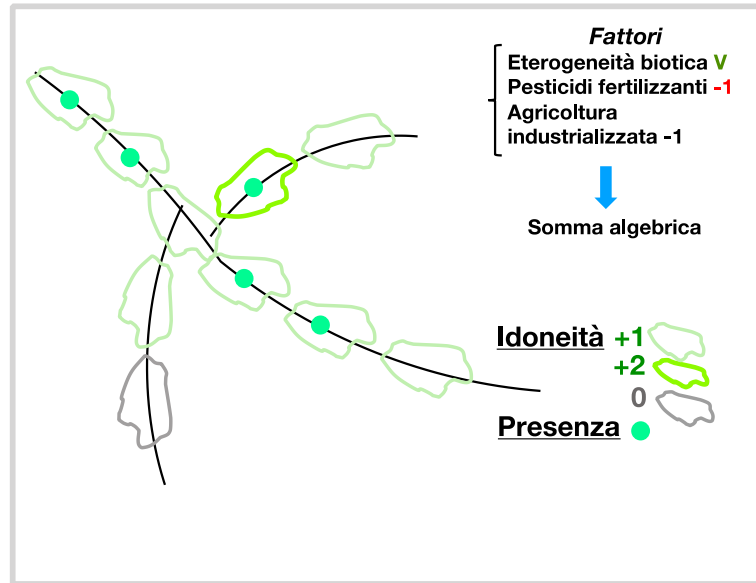 Fattori
Eterogeneità biotica V
Pesticidi fertilizzanti -1
Agricoltura
industrializzata -1
Somma algebrica
Idoneità +1
+2
0
Presenza